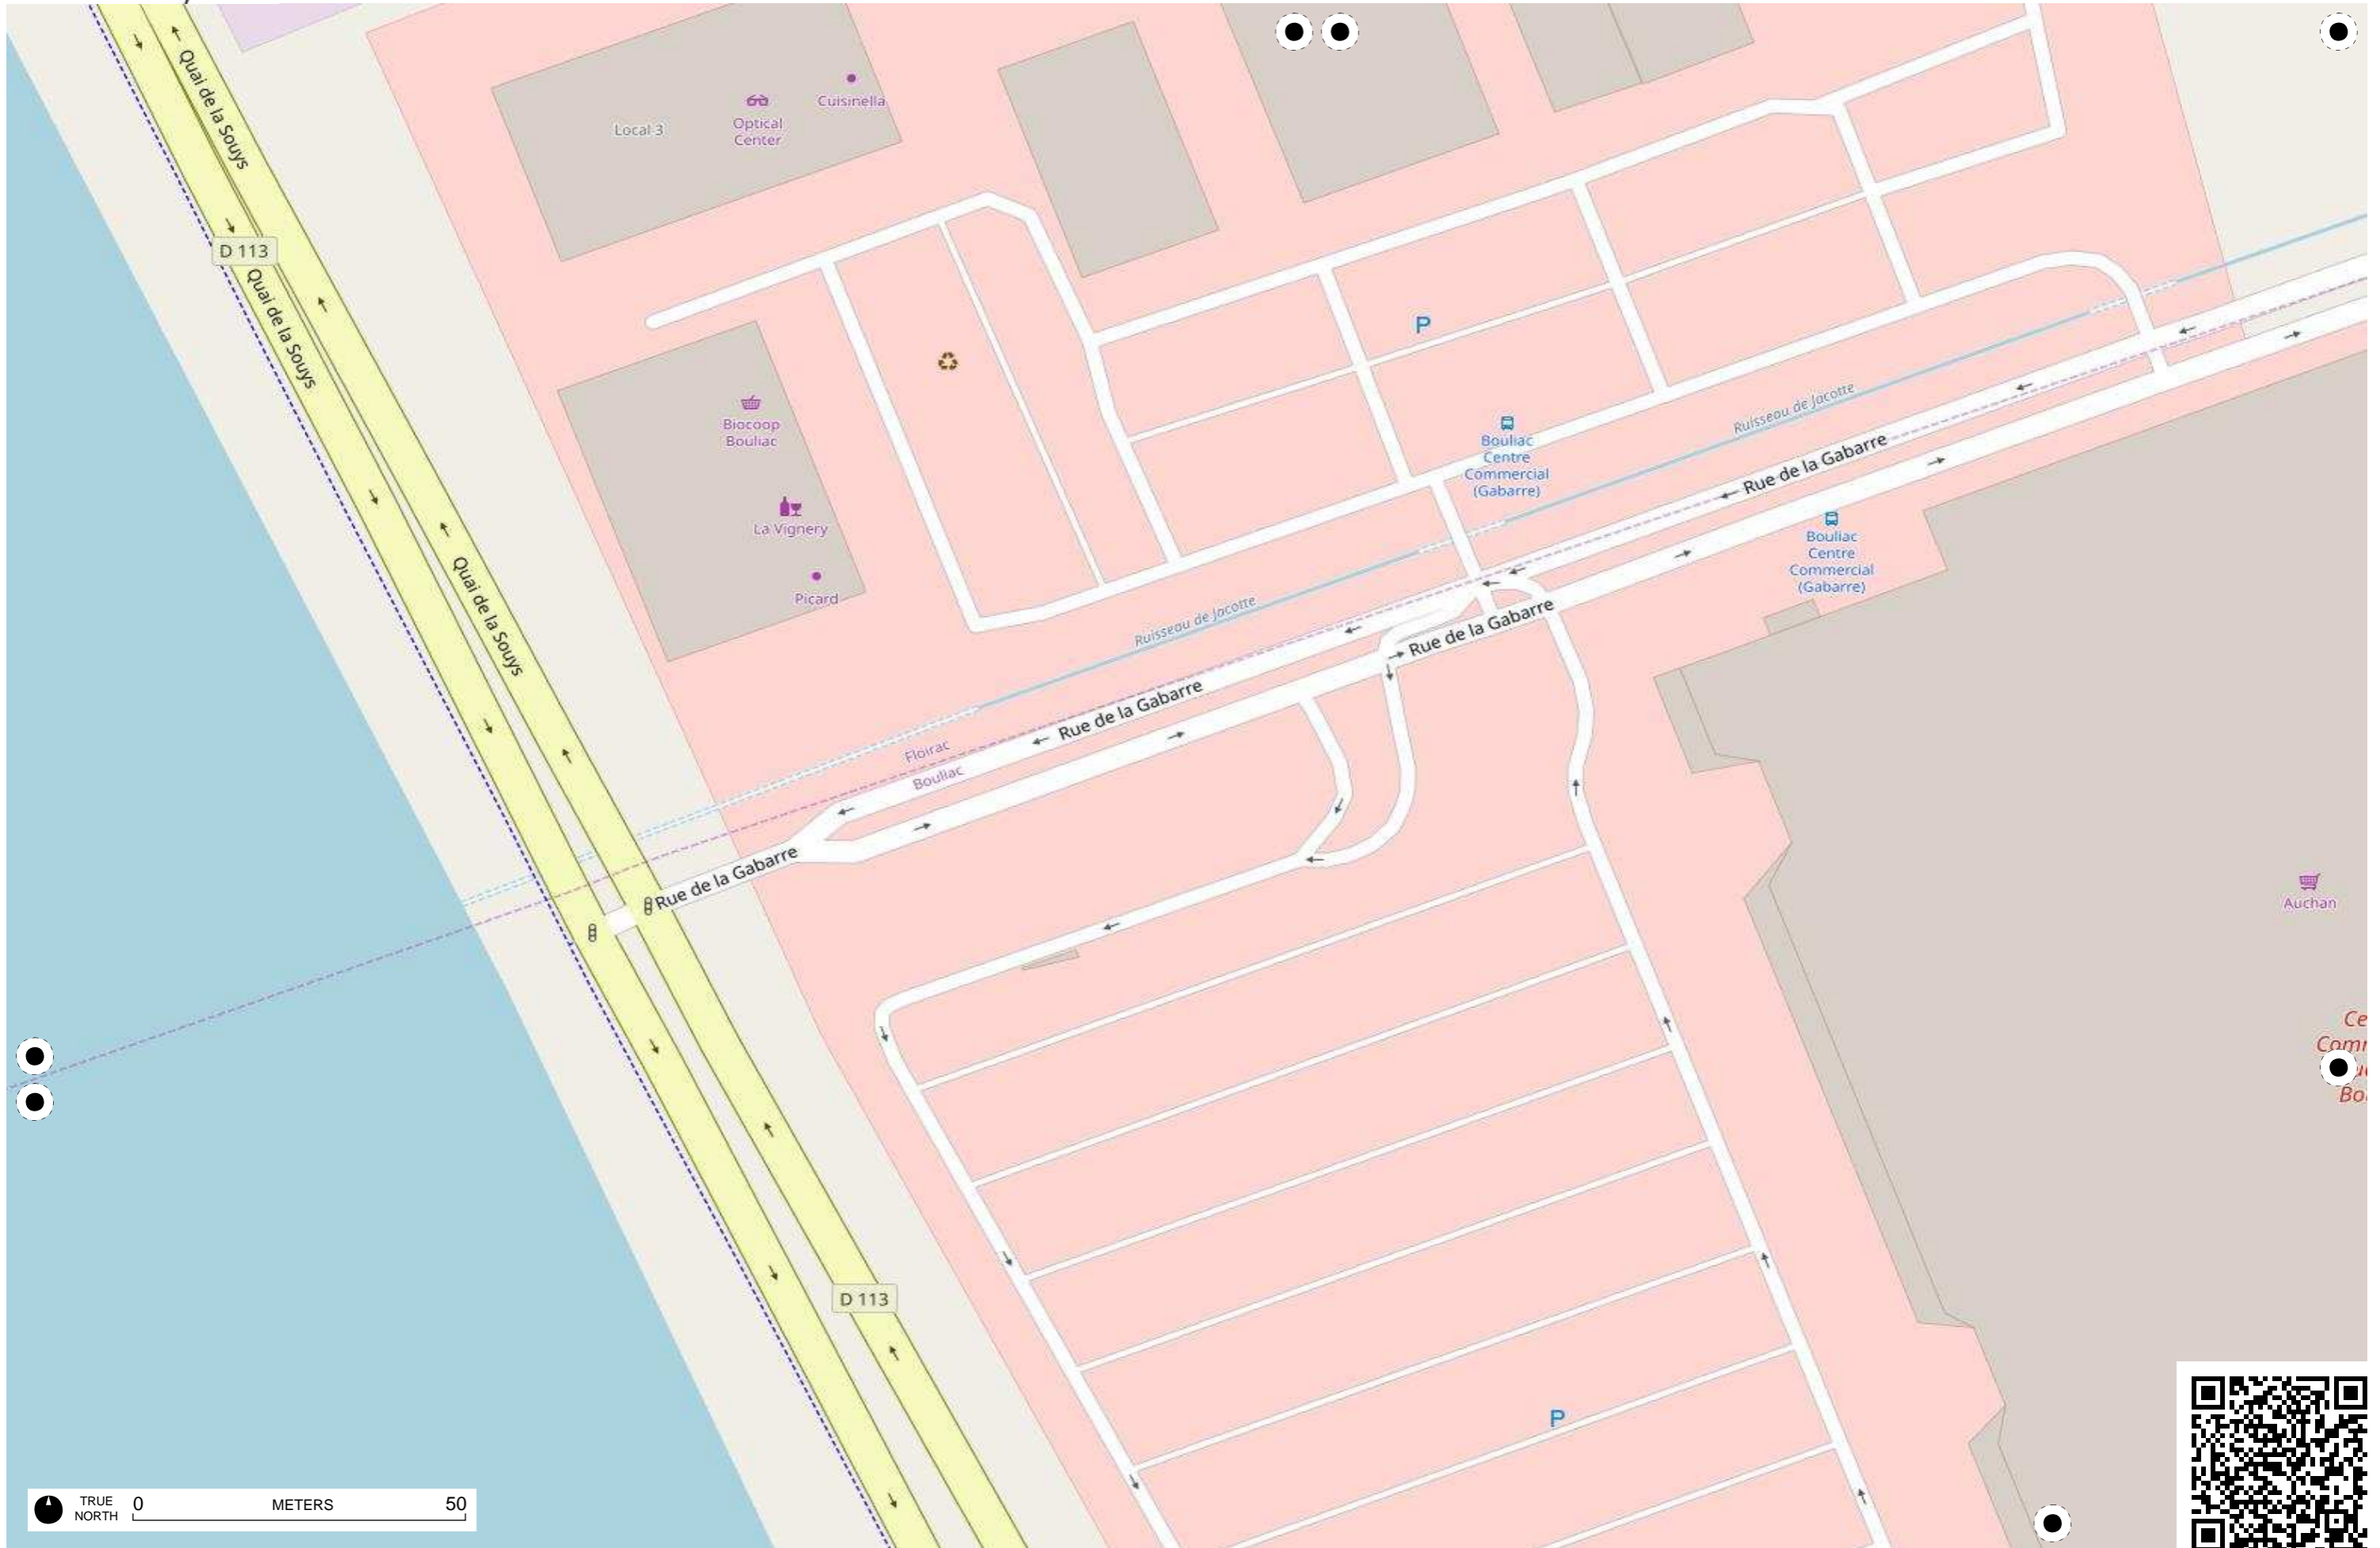 Quai de la Souys
Local 3
Optical
Center
Cuisinella
D 113
Quai de la Souys
P
Biocoop
Bouliac
La Vignery
Picard
Quai de la Souys
Bouliac
Centre
Commercial
(Gabarre)
Ruisseau de Jacotte
Rue de la Gabarre
Bouliac
Centre
Commercial
(Gabarre)
Ruisseau de Jacotte
Rue de la Gabarre
Rue de la Gabarre
Floirac
Bouliac
Rue de la Gabarre
Auchan
Ce
Comm
Bo
D 113
P
TRUE
NORTH
0 METERS 50